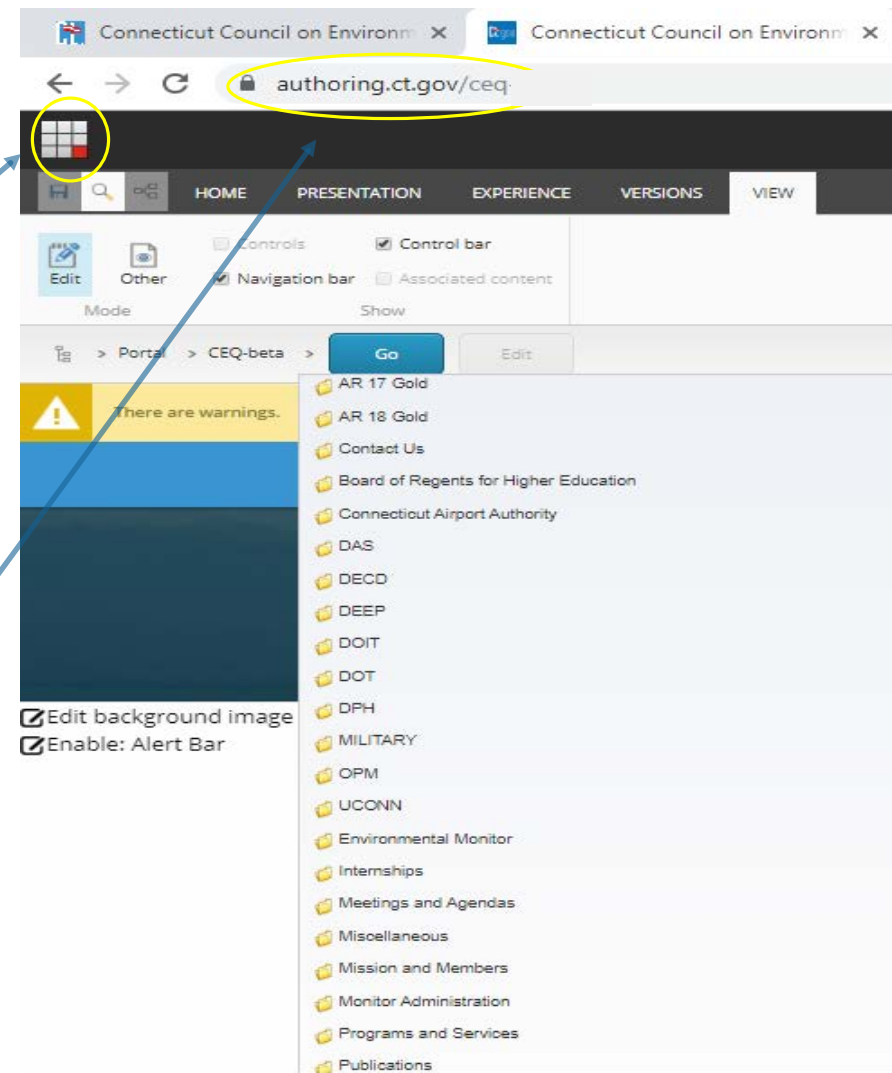 Connecticut Council on Environm Connecticut Council on Environm
authoring.ct.gov/ceq-
HOME PRESENTATION EXPERIENCE VERSIONS VIEW
Controls Control bar
Edit Other Navigation bar Associated content
Mode Show
> Portal > CEQ-beta > Go Edit
AR 17 Gold
There are warnings.
AR 18 Gold
Contact Us
Board of Regents for Higher Education
Connecticut Airport Authority
DAS
DECD
DEEP
DOIT
DOT
DPH
Edit background image
MILITARY
Enable: Alert Bar
OPM
UCONN
Environmental Monitor
Internships
Meetings and Agendas
Miscellaneous
Mission and Members
Monitor Administration
Programs and Services
Publications